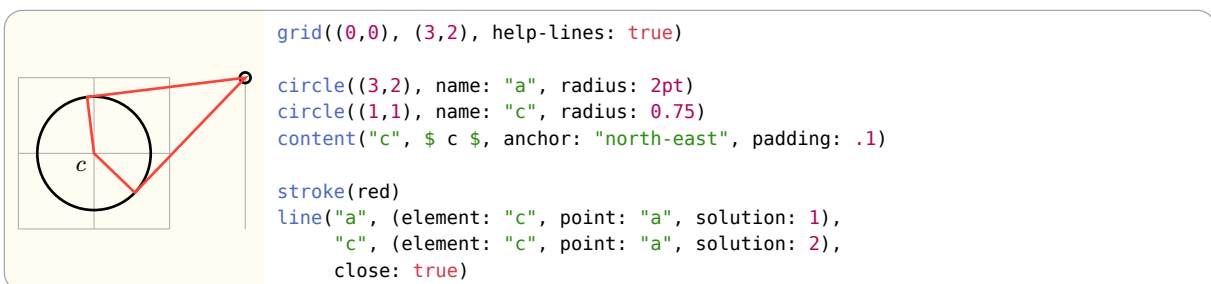 grid((0,0), (3,2), help-lines: true)
circle((3,2), name: "a", radius: 2pt)
circle((1,1), name: "c", radius: 0.75)
content("c", $ c $, anchor: "north-east", padding: .1)
c
stroke(red)
line("a", (element: "c", point: "a", solution: 1),
"c", (element: "c", point: "a", solution: 2),
close: true)